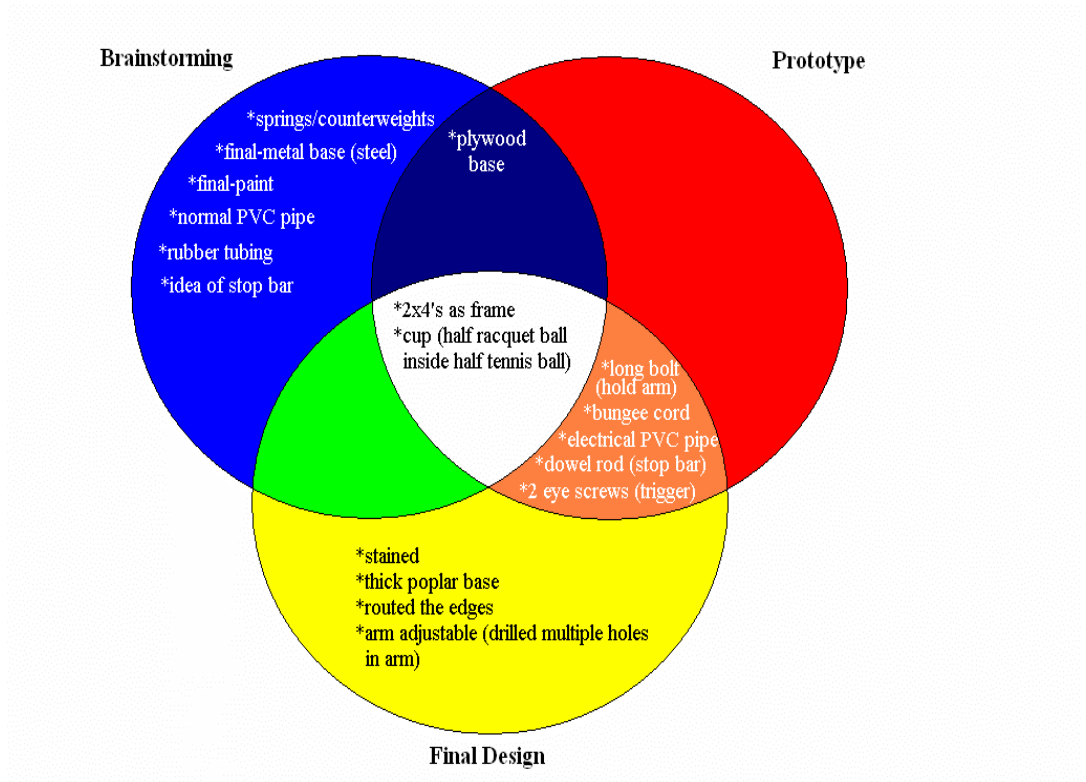 Brainstorming
Prototype
*springs/counterweights
*final-metal base (steel)
*final-paint
*normal PVC pipe
*rubber tubing
*idea of stop bar
*plywood
base
*2x4's as frame
*cup (half racquet ball
inside half tennis ball)
*long bolt
(hold arm)
*bungee cord
*electrical PVC pipe
*dowel rod (stop bar)
*2 eye screws (trigger)
*stained
*thick poplar base
*routed the edges
*arm adjustable (drilled multiple holes
in arm)
Final Design